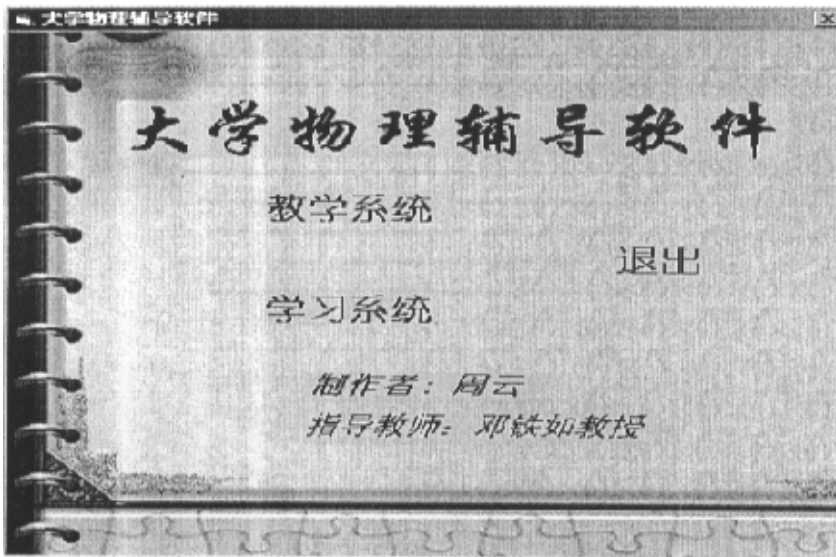 大学物理辅导软件
大学物理辅导软件
教学系统
退出
学习系统
制作者：周云
指导教师：邓铁如教授